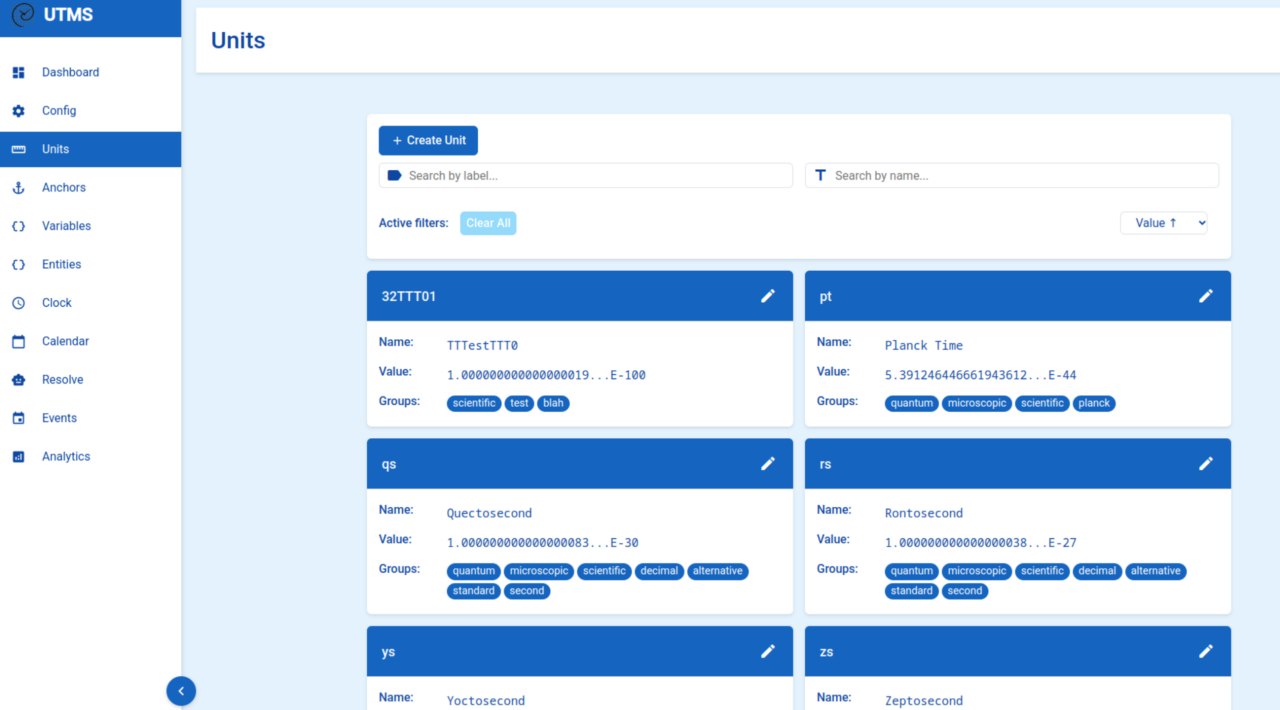 UTMS
Dashboard
Config
Units
Anchors
Variables
Entities
Clock
Calendar
Resolve
Events
Analytics
Units
+ Create Unit
Search by label...
Search by name...
Active filters: Clear All
Value ↑
32TTT01
Name: TTTestTTT0
Value: 1.000000000000000019...E-100
Groups: scientific test blah
pt
Name: Planck Time
Value: 5.391246446661943612...E-44
Groups: quantum microscopic scientific planck
qs
Name: Quectosecond
Value: 1.000000000000000083...E-30
Groups: quantum microscopic scientific decimal alternative
standard second
rs
Name: Rontosecond
Value: 1.000000000000000038...E-27
Groups: quantum microscopic scientific decimal alternative
standard second
ys
Name: Yoctosecond
zs
Name: Zeptosecond